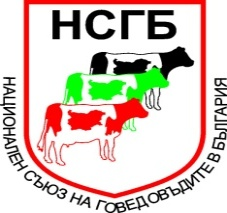 НСГБ
НАЦИОНАЛЕН СЪЮЗ НА ГОВЕДОВЪДИТЕ В БЪЛГАРИЯ